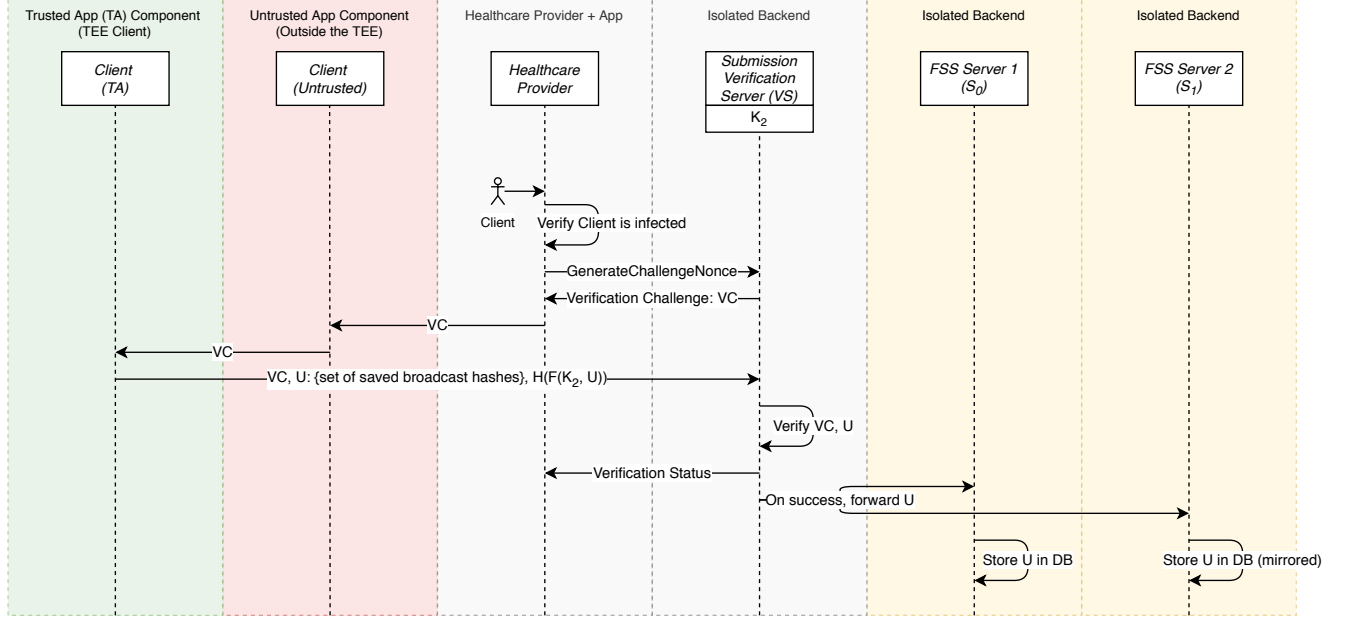 Trusted App (TA) Component
(TEE Client)
Untrusted App Component
(Outside the TEE)
Healthcare Provider + App
Isolated Backend
Isolated Backend
Isolated Backend
Client
(TA)
Client
(Untrusted)
Healthcare
Provider
Submission
Verification
Server (VS)
K2
FSS Server 1
(S0)
FSS Server 2
(S1)
Client
Verify Client is infected
GenerateChallengeNonce
Verification Challenge: VC
VC
VC
VC, U: {set of saved broadcast hashes}, H(F(K2, U))
Verify VC, U
Verification Status
On success, forward U
Store U in DB
Store U in DB (mirrored)